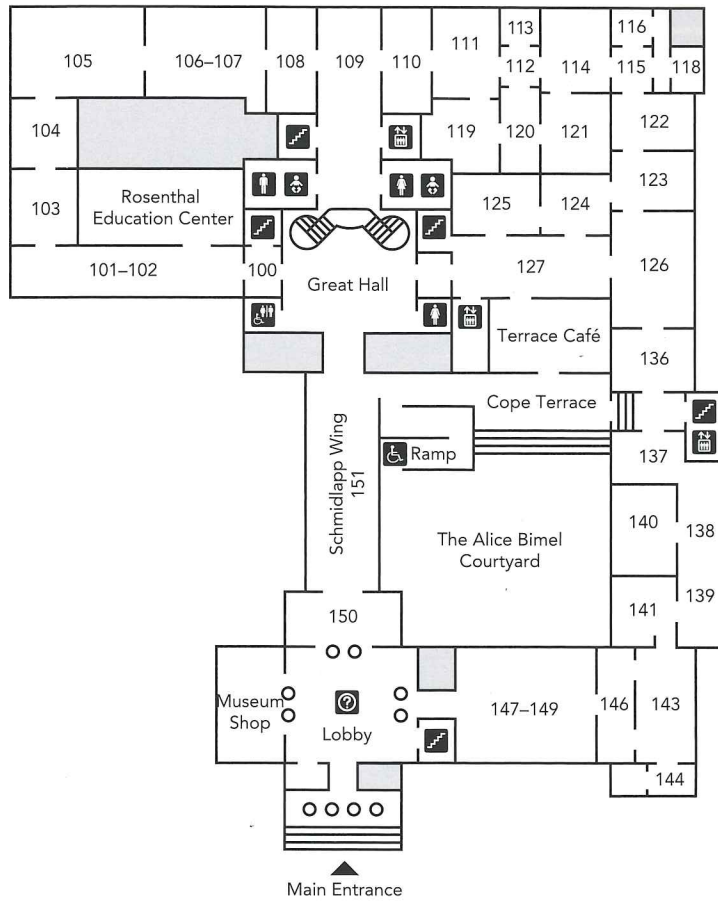 113
116
111
105
106–107
108
109
110
112
114
115
118
104
119
120
121
122
103
Rosenthal
Education Center
125
124
123
101–102
100
Great Hall
127
126
Terrace Café
136
Cope Terrace
Schmidlapp Wing
151
Ramp
137
140
138
The Alice Bimel
Courtyard
139
141
150
Museum
Shop
?
Lobby
147–149
146
143
144
Main Entrance